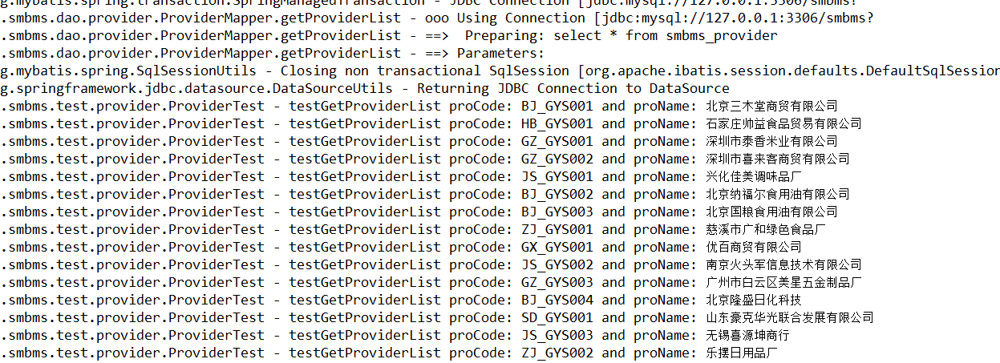 g.mybatis.spring.transaction.SpringManagedTransaction - JDBC Connection [jdbc:mysql://127.0.0.1:3306/smbms?
.smbms.dao.provider.ProviderMapper.getProviderList - ooo Using Connection [jdbc:mysql://127.0.0.1:3306/smbms?
.smbms.dao.provider.ProviderMapper.getProviderList - ==>  Preparing: select * from smbms_provider
.smbms.dao.provider.ProviderMapper.getProviderList - ==> Parameters:
g.mybatis.spring.SqlSessionUtils - Closing non transactional SqlSession [org.apache.ibatis.session.defaults.DefaultSqlSession
g.springframework.jdbc.datasource.DataSourceUtils - Returning JDBC Connection to DataSource
.smbms.test.provider.ProviderTest - testGetProviderList proCode: BJ_GYS001 and proName: 北京三木堂商贸有限公司
.smbms.test.provider.ProviderTest - testGetProviderList proCode: HB_GYS001 and proName: 石家庄帅益食品贸易有限公司
.smbms.test.provider.ProviderTest - testGetProviderList proCode: GZ_GYS001 and proName: 深圳市泰香米业有限公司
.smbms.test.provider.ProviderTest - testGetProviderList proCode: GZ_GYS002 and proName: 深圳市喜来客商贸有限公司
.smbms.test.provider.ProviderTest - testGetProviderList proCode: JS_GYS001 and proName: 兴化佳美调味品厂
.smbms.test.provider.ProviderTest - testGetProviderList proCode: BJ_GYS002 and proName: 北京纳福尔食用油有限公司
.smbms.test.provider.ProviderTest - testGetProviderList proCode: BJ_GYS003 and proName: 北京国粮食用油有限公司
.smbms.test.provider.ProviderTest - testGetProviderList proCode: ZJ_GYS001 and proName: 慈溪市广和绿色食品厂
.smbms.test.provider.ProviderTest - testGetProviderList proCode: GX_GYS001 and proName: 优百商贸有限公司
.smbms.test.provider.ProviderTest - testGetProviderList proCode: JS_GYS002 and proName: 南京火头军信息技术有限公司
.smbms.test.provider.ProviderTest - testGetProviderList proCode: GZ_GYS003 and proName: 广州市白云区美星五金制品厂
.smbms.test.provider.ProviderTest - testGetProviderList proCode: BJ_GYS004 and proName: 北京隆盛日化科技
.smbms.test.provider.ProviderTest - testGetProviderList proCode: SD_GYS001 and proName: 山东豪克华光联合发展有限公司
.smbms.test.provider.ProviderTest - testGetProviderList proCode: JS_GYS003 and proName: 无锡喜源坤商行
.smbms.test.provider.ProviderTest - testGetProviderList proCode: ZJ_GYS002 and proName: 乐摆日用品厂